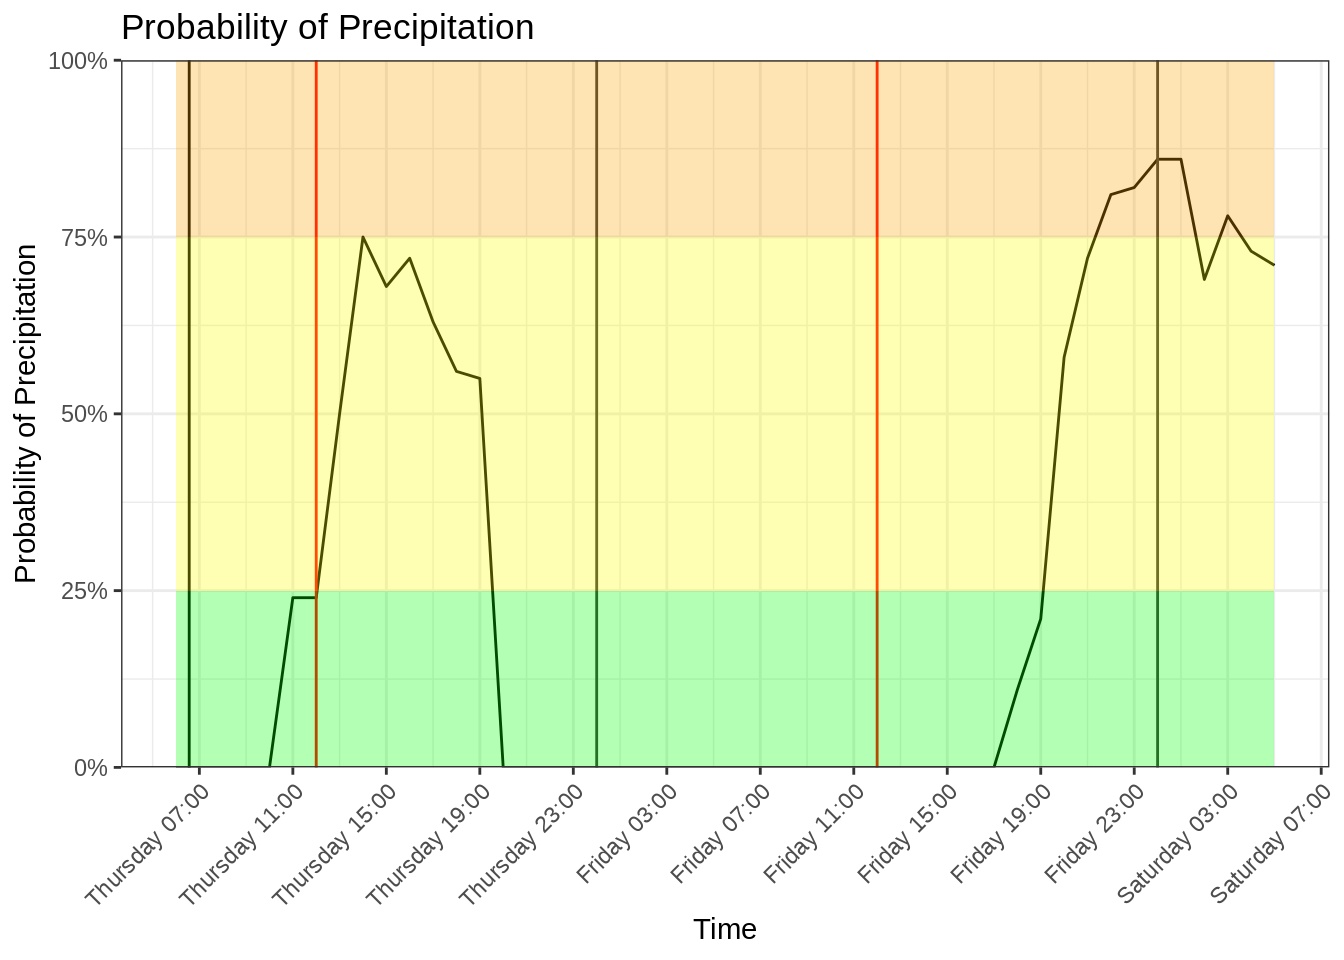 Probability of Precipitation
Probability of Precipitation
100%
75%
50%
25%
0%
Thursday 07:00
Thursday 11:00
Thursday 15:00
Thursday 19:00
Thursday 23:00
Friday 03:00
Friday 07:00
Friday 11:00
Friday 15:00
Friday 19:00
Friday 23:00
Saturday 03:00
Saturday 07:00
Time